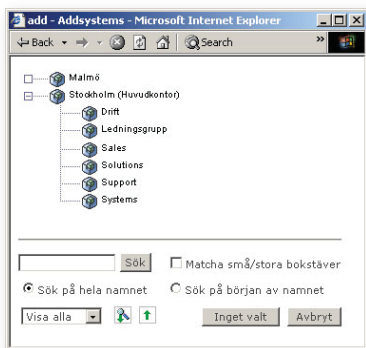 add - Addsystems - Microsoft Internet Explorer
Back Search »
Malmö
Stockholm (Huvudkontor)
Drift
Ledningsgrupp
Sales
Solutions
Support
Systems
Sök Matcha små/stora bokstäver
Sök på hela namnet Sök på början av namnet
Visa alla Inget valt Avbryt